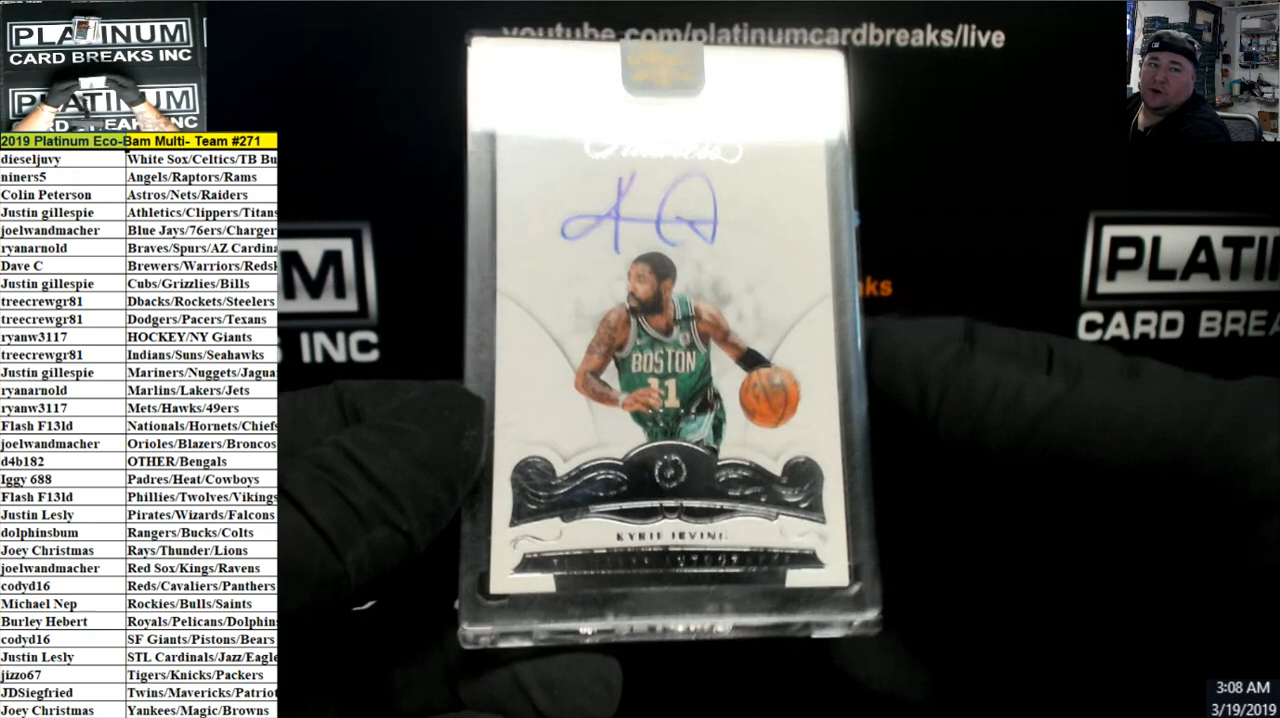 PLATINUM
CARD BREAKS INC
PLATINUM
youtube.com/platinumcardbreaks/live
2019 Platinum Eco-Bam Multi- Team #271
dieseljuvy White Sox/Celtics/TB Bu
niners5 Angels/Raptors/Rams
Colin Peterson Astros/Nets/Raiders
Justin gillespie Athletics/Clippers/Titans
joelwandmacher Blue Jays/76ers/Charger
ryanarnold Braves/Spurs/AZ Cardina
Dave C Brewers/Warriors/Redsk
Justin gillespie Cubs/Grizzlies/Bills
treecrewgr81 Dbacks/Rockets/Steelers
treecrewgr81 Dodgers/Pacers/Texans
ryanw3117 HOCKEY/NY Giants
treecrewgr81 Indians/Suns/Seahawks
Justin gillespie Mariners/Nuggets/Jagua
ryanarnold Marlins/Lakers/Jets
ryanw3117 Mets/Hawks/49ers
Flash F13ld Nationals/Hornets/Chiefs
joelwandmacher Orioles/Blazers/Broncos
d4b182 OTHER/Bengals
Iggy 688 Padres/Heat/Cowboys
Flash F13ld Phillies/Twolves/Vikings
Justin Lesly Pirates/Wizards/Falcons
dolphinsbum Rangers/Bucks/Colts
Joey Christmas Rays/Thunder/Lions
joelwandmacher Red Sox/Kings/Ravens
codyd16 Reds/Cavaliers/Panthers
Michael Nep Rockies/Bulls/Saints
Burley Hebert Royals/Pelicans/Dolphin
codyd16 SF Giants/Pistons/Bears
Justin Lesly STL Cardinals/Jazz/Eagle
jizzo67 Tigers/Knicks/Packers
JDSiegfried Twins/Mavericks/Patriot
Joey Christmas Yankees/Magic/Browns
BOSTON
11
KYRIE IRVING
M
INC
aks
PLATI
CARD BREA
3:08 AM
3/19/2019